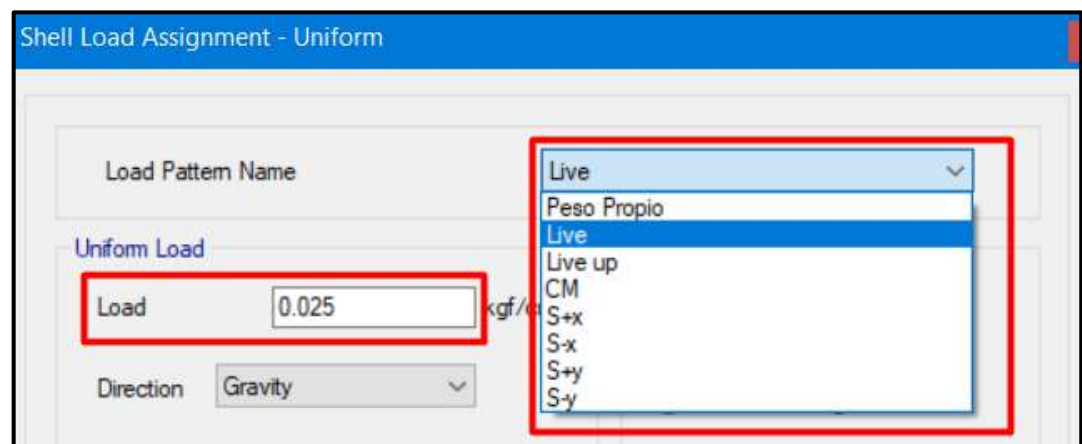 Shell Load Assignment - Uniform
Load Pattern Name
Live
Peso Propio
Live
Live up
CM
S+x
S-x
S+y
S-y
Uniform Load
Load
0.025
Direction
Gravity